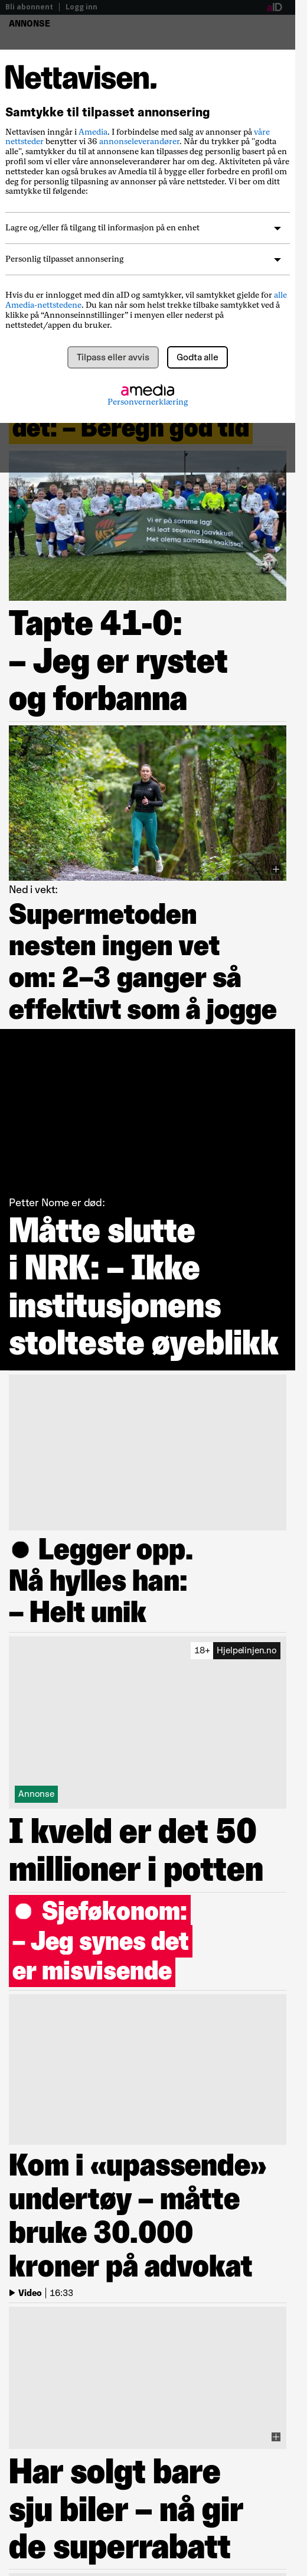 Bli abonnent | Logg inn
aID
ANNONSE
Nettavisen.
Samtykke til tilpasset annonsering
Nettavisen inngår i Amedia. I forbindelse med salg av annonser på våre
nettsteder benytter vi 36 annonseleverandører. Når du trykker på "godta
alle", samtykker du til at annonsene kan tilpasses deg personlig basert på en
profil som vi eller våre annonseleverandører har om deg. Aktiviteten på våre
nettsteder kan også brukes av Amedia til å bygge eller forbedre en profil om
deg for personlig tilpasning av annonser på våre nettsteder. Vi ber om ditt
samtykke til følgende:
Lagre og/eller få tilgang til informasjon på en enhet
Personlig tilpasset annonsering
Hvis du er innlogget med din aID og samtykker, vil samtykket gjelde for alle
Amedia-nettstedene. Du kan når som helst trekke tilbake samtykket ved å
klikke på “Annonseinnstillinger” i menyen eller nederst på
nettstedet/appen du bruker.
Tilpass eller avvis
Godta alle
amedia
Personvernerklæring
det: – Beregn god tid
Vi er på samme lag!
Tapte 41-0:
– Jeg er rystet
og forbanna
Ned i vekt:
Supermetoden
nesten ingen vet
om: 2–3 ganger så
effektivt som å jogge
Petter Nome er død:
Måtte slutte
i NRK: – Ikke
institusjonens
stolteste øyeblikk
Legger opp.
Nå hylles han:
– Helt unik
18+ Hjelpelinjen.no
Annonse
I kveld er det 50
millioner i potten
Sjeføkonom:
– Jeg synes det
er misvisende
Kom i «upassende»
undertøy – måtte
bruke 30.000
kroner på advokat
Video | 16:33
Har solgt bare
sju biler – nå gir
de superrabatt